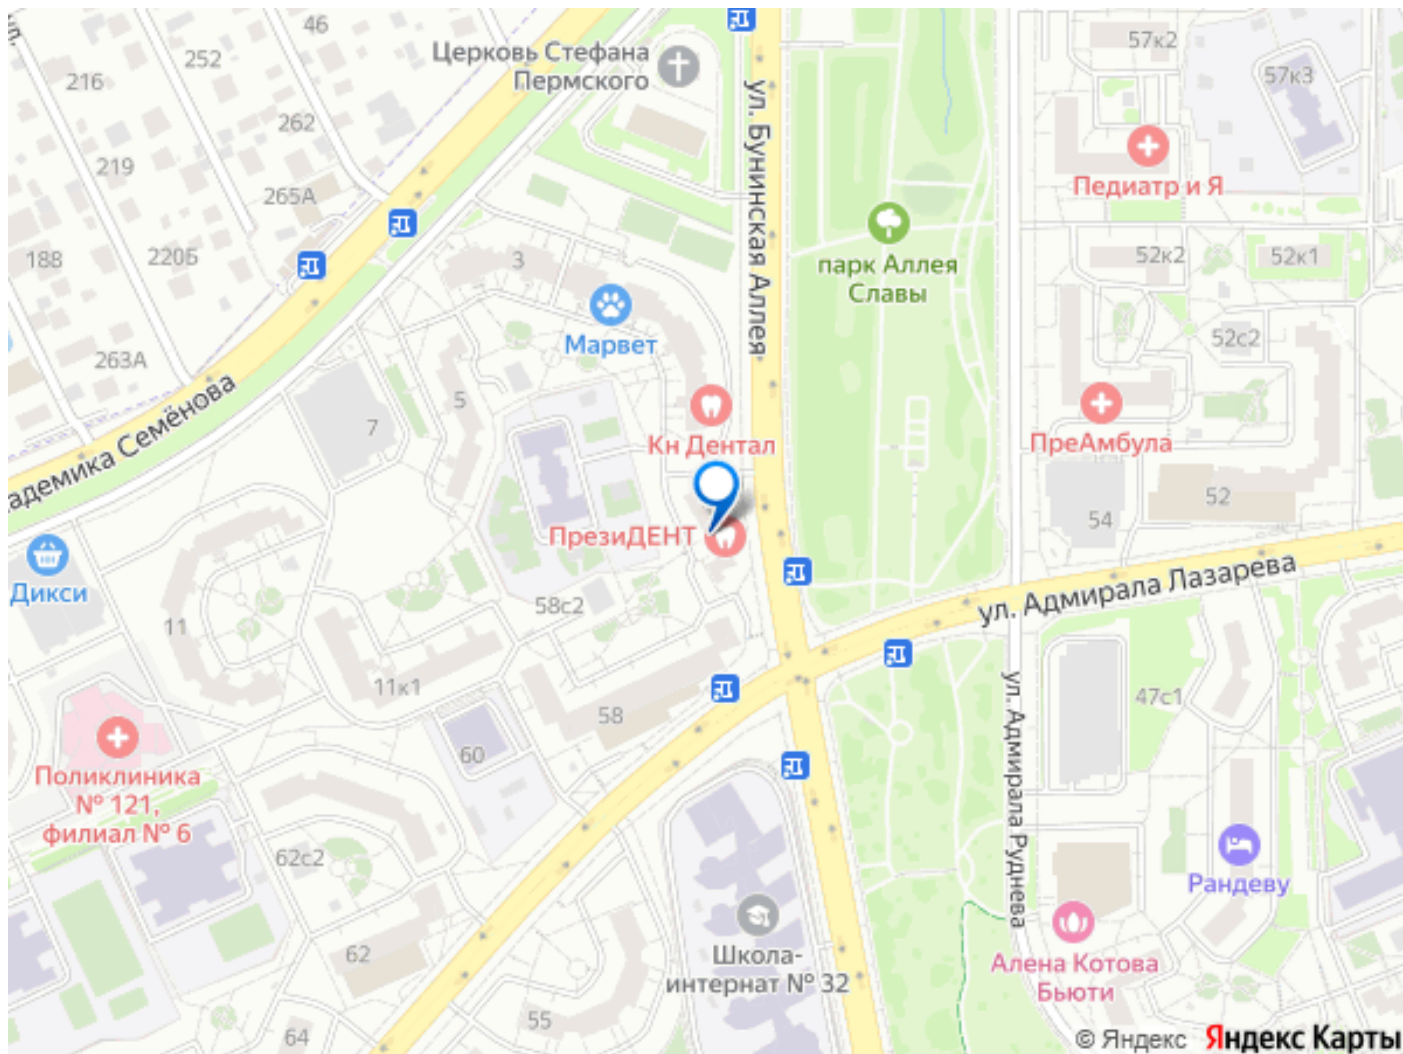 46
252
216
Церковь Стефана
Пермского
ул. Бунинская Аллея
57к2
57к3
262
219
265А
Педиатр и Я
188
220Б
3
парк Аллея
Славы
52к2
52к1
Марвет
263А
52с2
5
7
Кн Дентал
ПреАмбула
адемика Семёнова
52
54
ПрезиДЕНТ
Дикси
58с2
ул. Адмирала Лазарева
11
11к1
58
ул. Адмирала Руднева
47с1
60
Поликлиника
№ 121,
филиал № 6
62с2
Рандеву
62
Школа-
интернат № 32
Алена Котова
Бьюти
55
64
© Яндекс Яндекс Карты